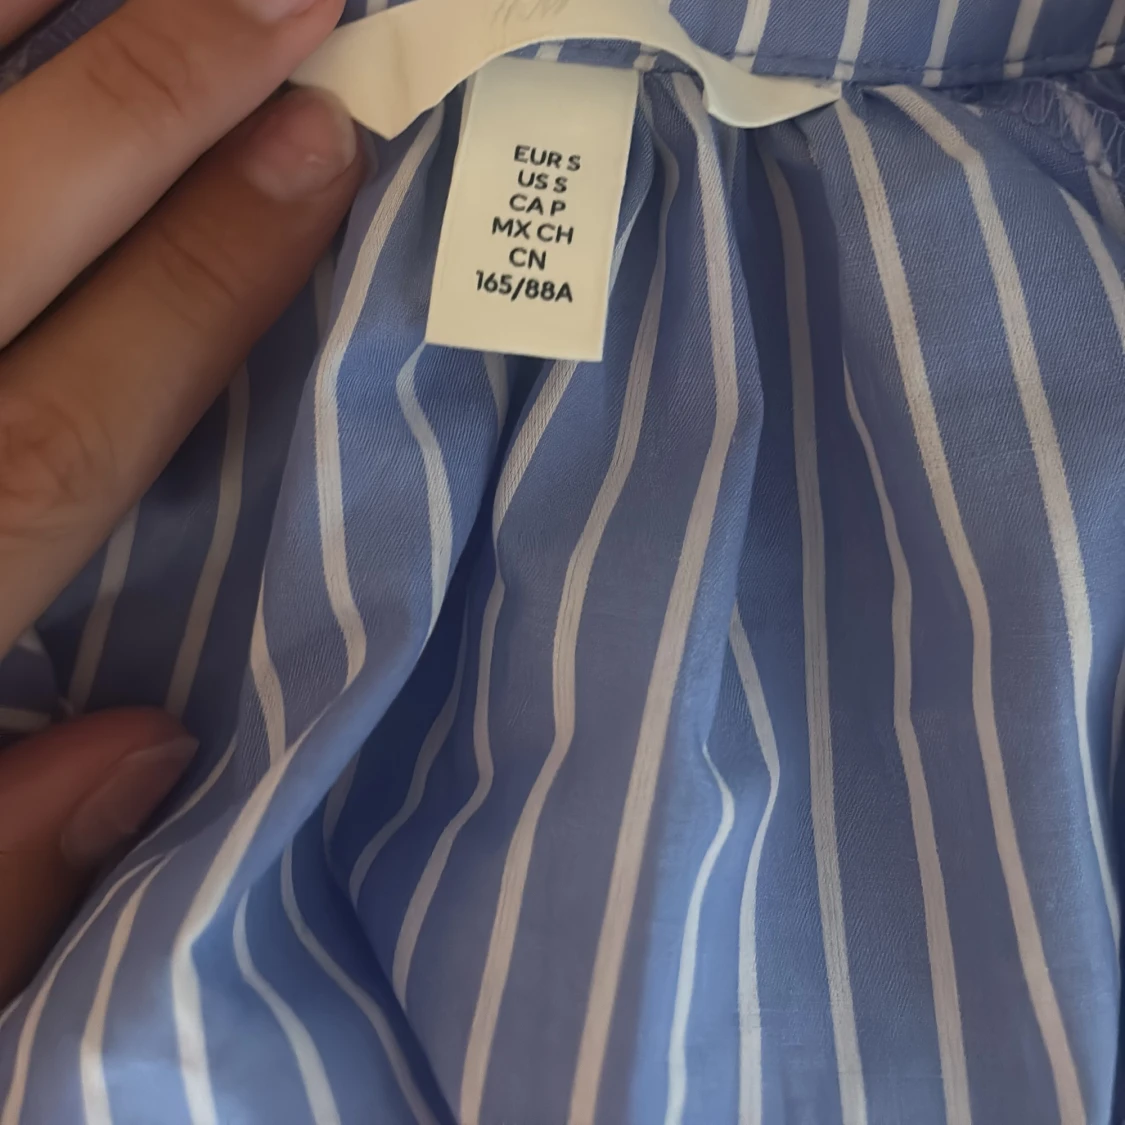 H&M
EUR S
US S
CA P
MX CH
CN
165/88A